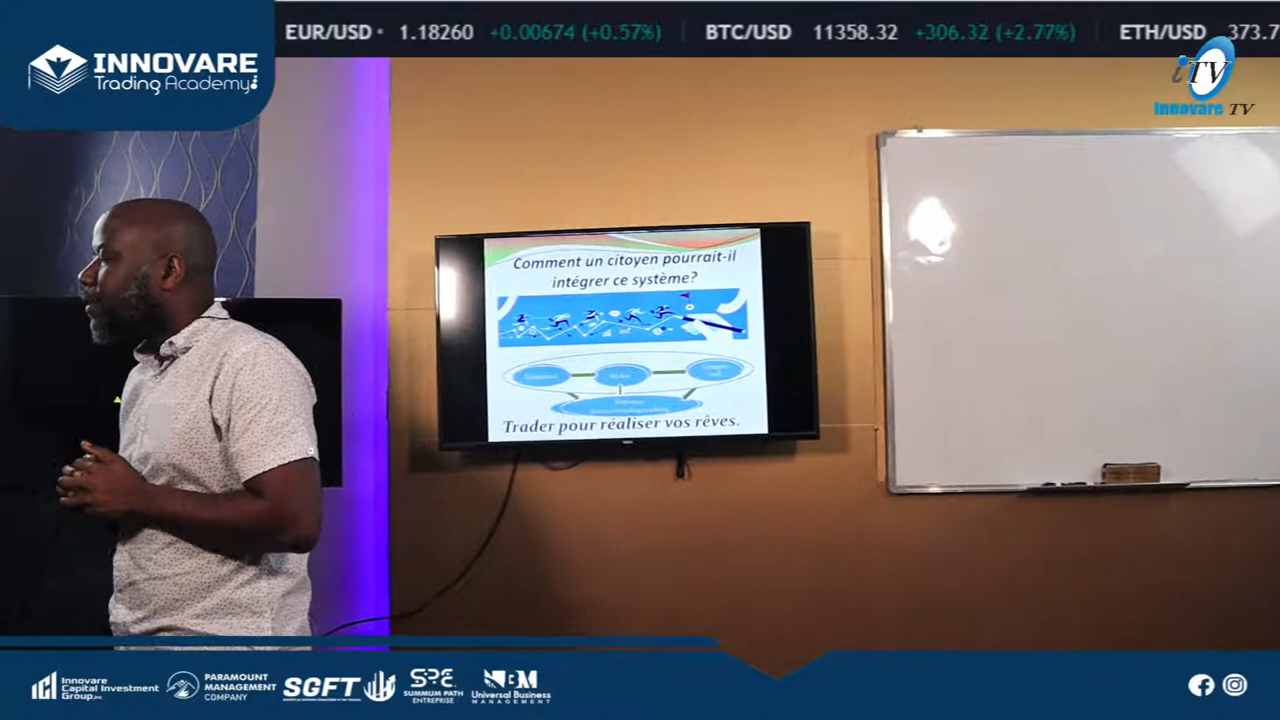 EUR/USD • 1.18260 +0.00674 (+0.57%) BTC/USD 11358.32 +306.32 (+2.77%) ETH/USD 373.7
INNOVARE
Trading Academy
iTV
Innovare TV
Comment un citoyen pourrait-il
intégrer ce système?
Trader pour réaliser vos rêves.
ICI Innovare
Capital Investment
Group
PARAMOUNT
MANAGEMENT
COMPANY
SGFT
SPE
SUMMUM PATH
ENTREPRISE
UBM
Universal Business
MANAGEMENT